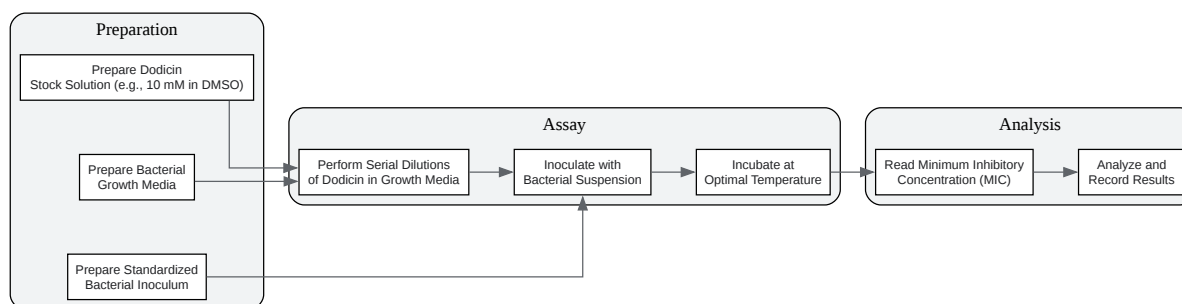 Preparation
Prepare Dodicin
Stock Solution (e.g., 10 mM in DMSO)
Prepare Bacterial
Growth Media
Prepare Standardized
Bacterial Inoculum
Assay
Perform Serial Dilutions
of Dodicin in Growth Media
Inoculate with
Bacterial Suspension
Incubate at
Optimal Temperature
Analysis
Read Minimum Inhibitory
Concentration (MIC)
Analyze and
Record Results